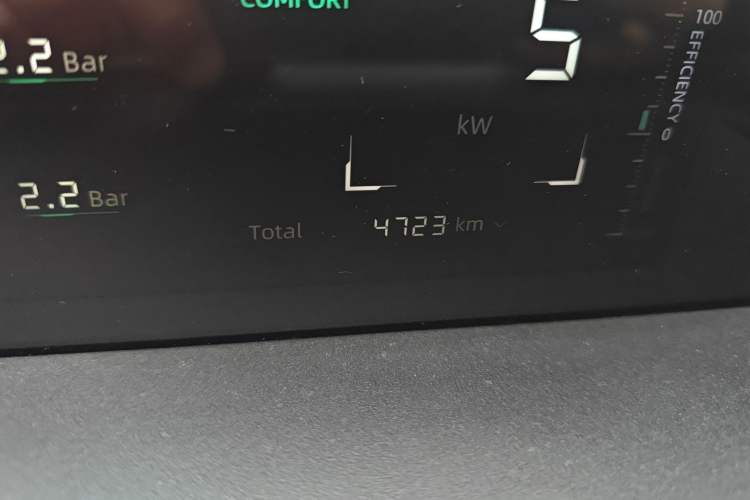 COMFORT
100
2.2 Bar
5
EFFICIENCY
0
kW
2.2 Bar
Total 4723 km